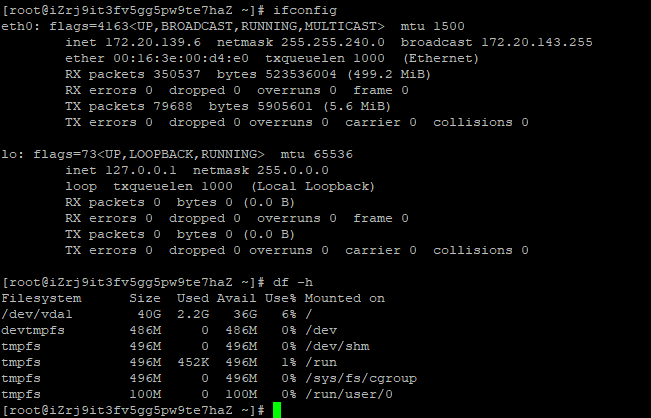 [root@iZrj9it3fv5gg5pw9te7haZ ~]# ifconfig
eth0: flags=4163<UP,BROADCAST,RUNNING,MULTICAST>  mtu 1500
        inet 172.20.139.6  netmask 255.255.240.0  broadcast 172.20.143.255
        ether 00:16:3e:00:d4:e0  txqueuelen 1000  (Ethernet)
        RX packets 350537  bytes 523536004 (499.2 MiB)
        RX errors 0  dropped 0  overruns 0  frame 0
        TX packets 79688  bytes 5905601 (5.6 MiB)
        TX errors 0  dropped 0 overruns 0  carrier 0  collisions 0

lo: flags=73<UP,LOOPBACK,RUNNING>  mtu 65536
        inet 127.0.0.1  netmask 255.0.0.0
        loop  txqueuelen 1000  (Local Loopback)
        RX packets 0  bytes 0 (0.0 B)
        RX errors 0  dropped 0  overruns 0  frame 0
        TX packets 0  bytes 0 (0.0 B)
        TX errors 0  dropped 0 overruns 0  carrier 0  collisions 0

[root@iZrj9it3fv5gg5pw9te7haZ ~]# df -h
Filesystem      Size  Used Avail Use% Mounted on
/dev/vda1        40G  2.2G   36G   6% /
devtmpfs        486M     0  486M   0% /dev
tmpfs           496M     0  496M   0% /dev/shm
tmpfs           496M  452K  496M   1% /run
tmpfs           496M     0  496M   0% /sys/fs/cgroup
tmpfs           100M     0  100M   0% /run/user/0
[root@iZrj9it3fv5gg5pw9te7haZ ~]#